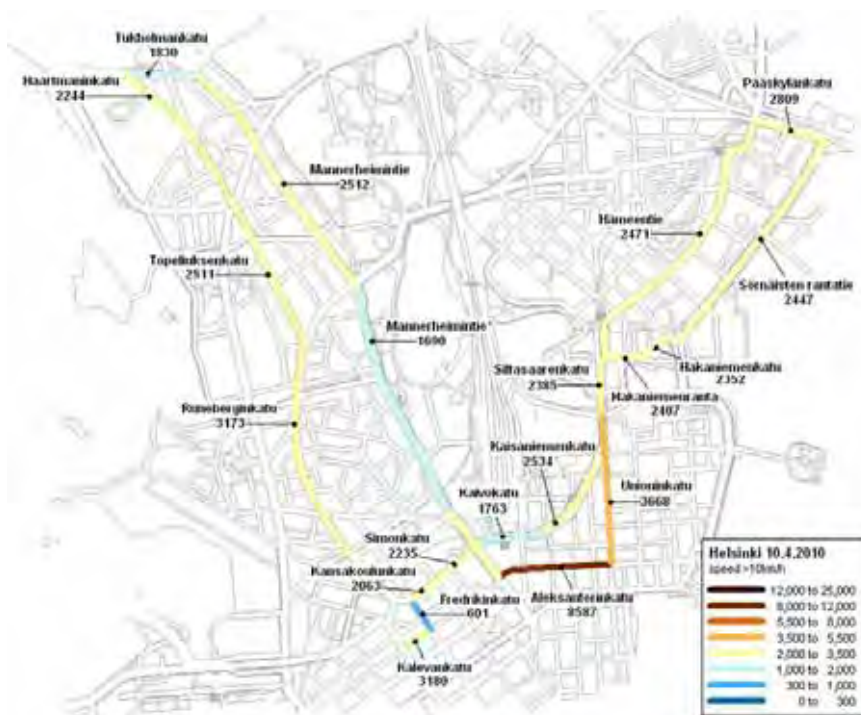 Tukholmankatu
1830
Haartmaninkatu
2244
Paaskylänkatu
2809
Mannerheimintie
2512
Hämeentie
2471
Topeliuksenkatu
2511
Sörnäisten rantatie
2447
Mannerheimintie
1690
Siltasaarenkatu
2385
Hakaniemenkatu
2352
Hakaniemenranta
2407
Runeberginkatu
3173
Kaisaniemenkatu
2534
Kaivokatu
1763
Unioninkatu
3668
Simonkatu
2235
Kansakoulunkatu
2063
Fredrikinkatu
601
Aleksanterinkatu
8587
Kalevankatu
3180
Helsinki 10.4.2010
speed >10km/h
12,000 to 25,000
8,000 to 12,000
5,500 to 8,000
3,500 to 5,500
2,000 to 3,500
1,000 to 2,000
300 to 1,000
0 to 300